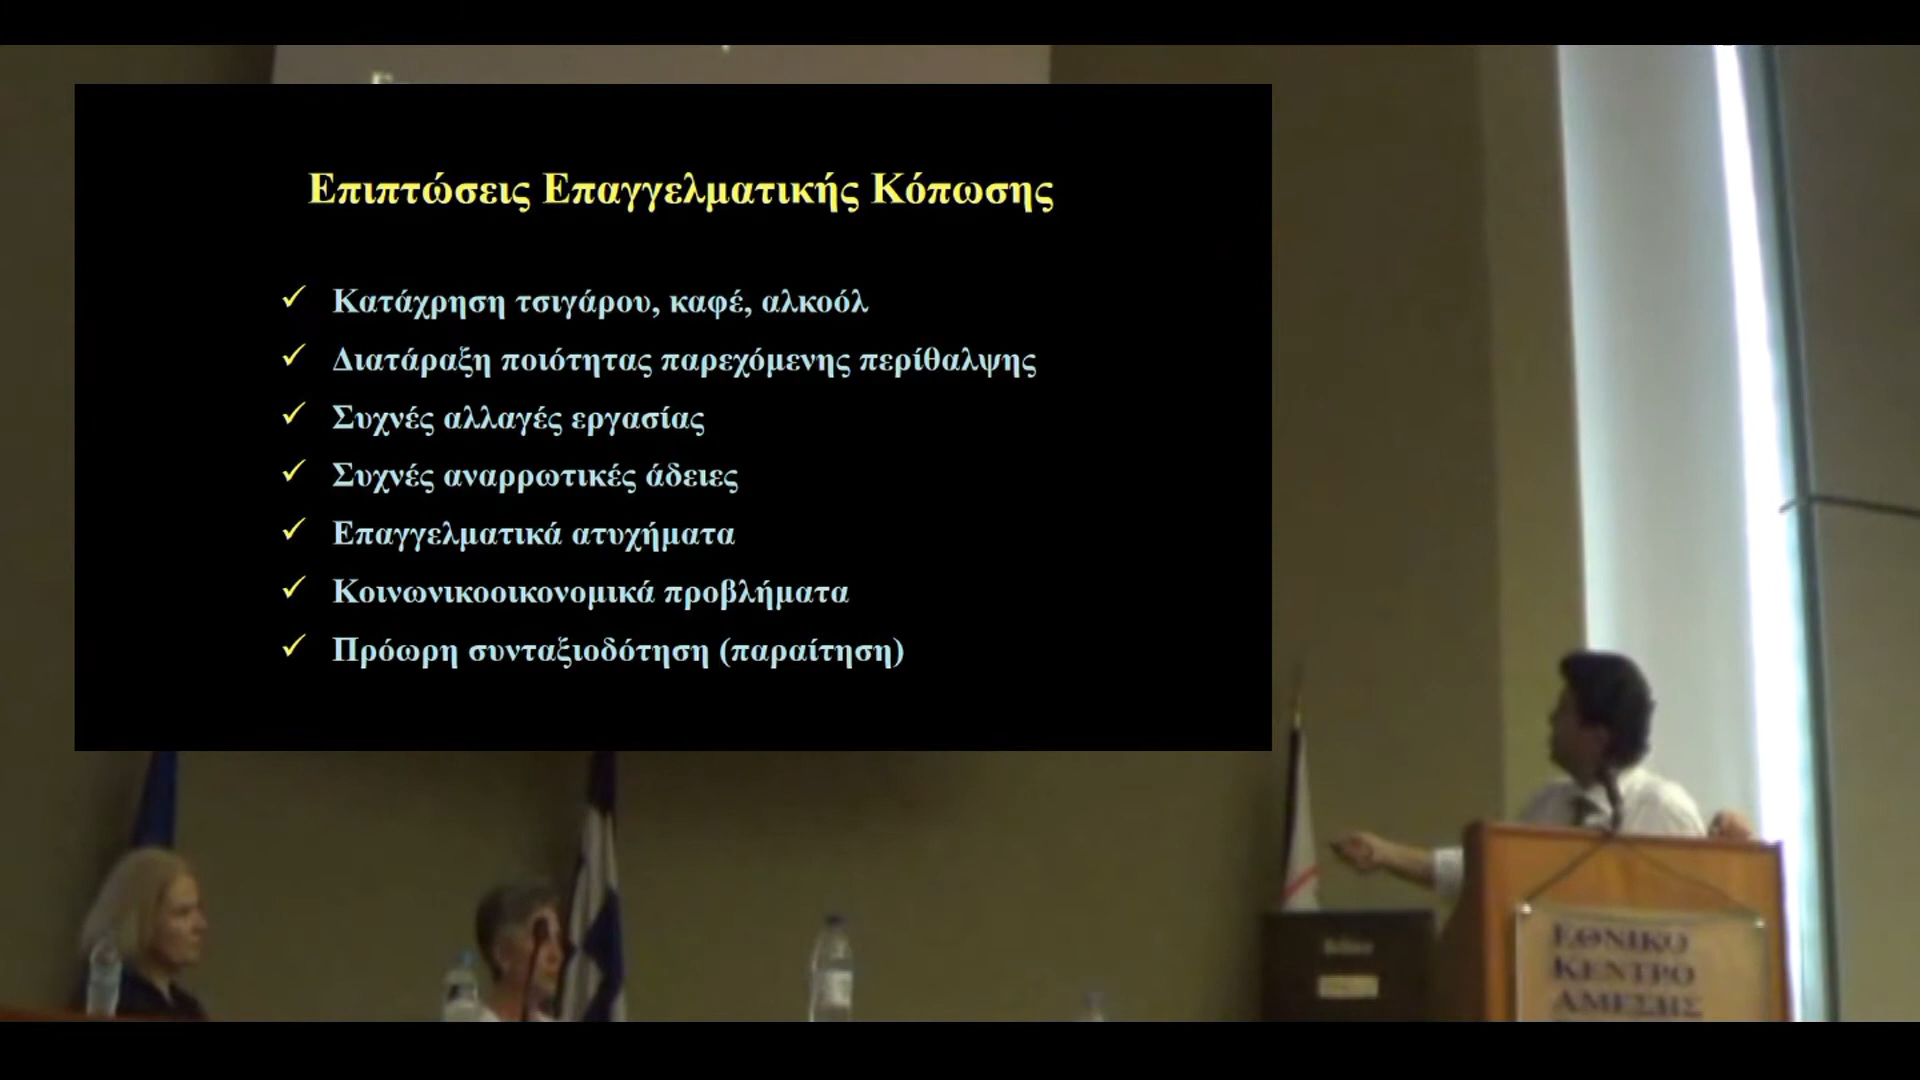 Επιπτώσεις Επαγγελματικής Κόπωσης
Κατάχρηση τσιγάρου, καφέ, αλκοόλ
Διατάραξη ποιότητας παρεχόμενης περίθαλψης
Συχνές αλλαγές εργασίας
Συχνές αναρρωτικές άδειες
Επαγγελματικά ατυχήματα
Κοινωνικοοικονομικά προβλήματα
Πρόωρη συνταξιοδότηση (παραίτηση)
ΕΘΝΙΚΟ
ΚΕΝΤΡΟ
ΑΜΕΣΗΣ